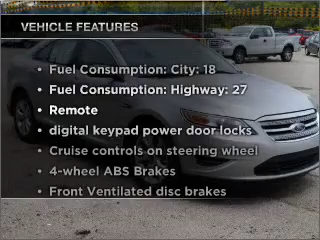 VEHICLE FEATURES
• Fuel Consumption: City: 18
• Fuel Consumption: Highway: 27
• Remote
• digital keypad power door locks
• Cruise controls on steering wheel
• 4-wheel ABS Brakes
• Front Ventilated disc brakes